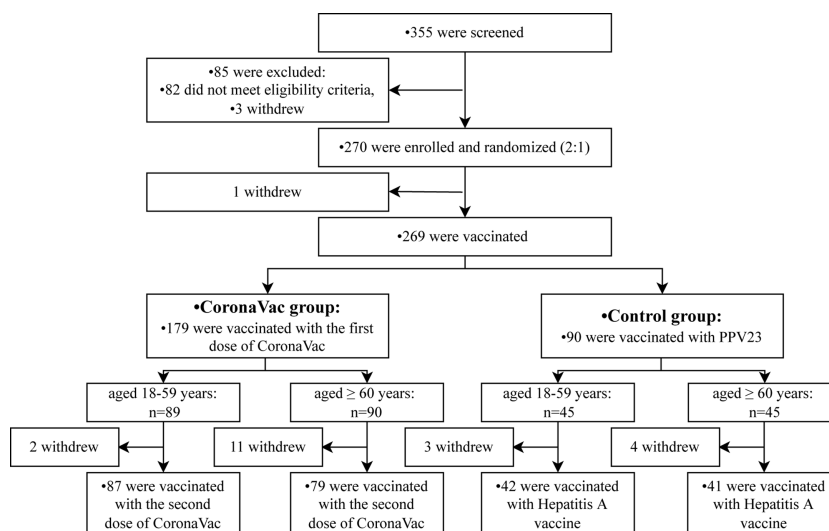 •355 were screened
•85 were excluded:
•82 did not meet eligibility criteria,
•3 withdrew
•270 were enrolled and randomized (2:1)
1 withdrew
•269 were vaccinated
•CoronaVac group:
•179 were vaccinated with the first
dose of CoronaVac
•Control group:
•90 were vaccinated with PPV23
aged 18-59 years:
n=89
aged ≥ 60 years:
n=90
aged 18-59 years:
n=45
aged ≥ 60 years:
n=45
2 withdrew
11 withdrew
3 withdrew
4 withdrew
•87 were vaccinated
with the second
dose of CoronaVac
•79 were vaccinated
with the second
dose of CoronaVac
•42 were vaccinated
with Hepatitis A
vaccine
•41 were vaccinated
with Hepatitis A
vaccine